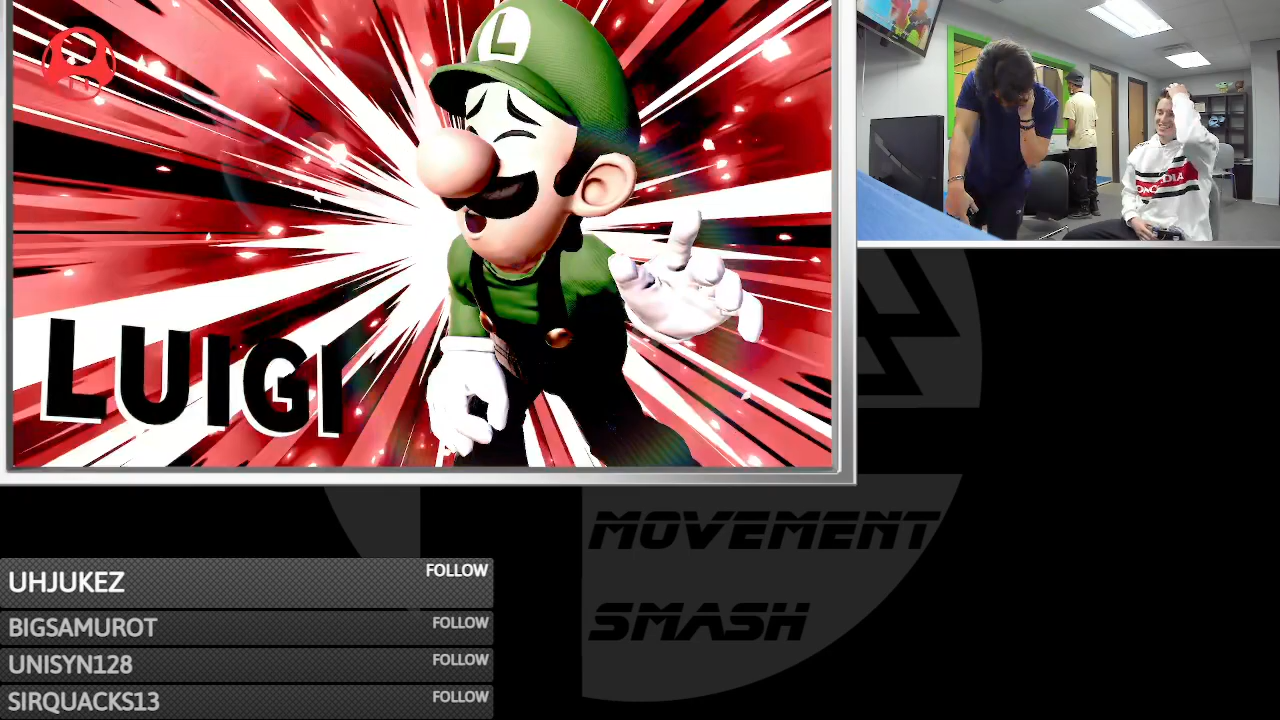 L
LUIGI
MOVEMENT
SMASH
UHJUKEZ FOLLOW
BIGSAMUROT FOLLOW
UNISYN128 FOLLOW
SIRQUACKS13 FOLLOW